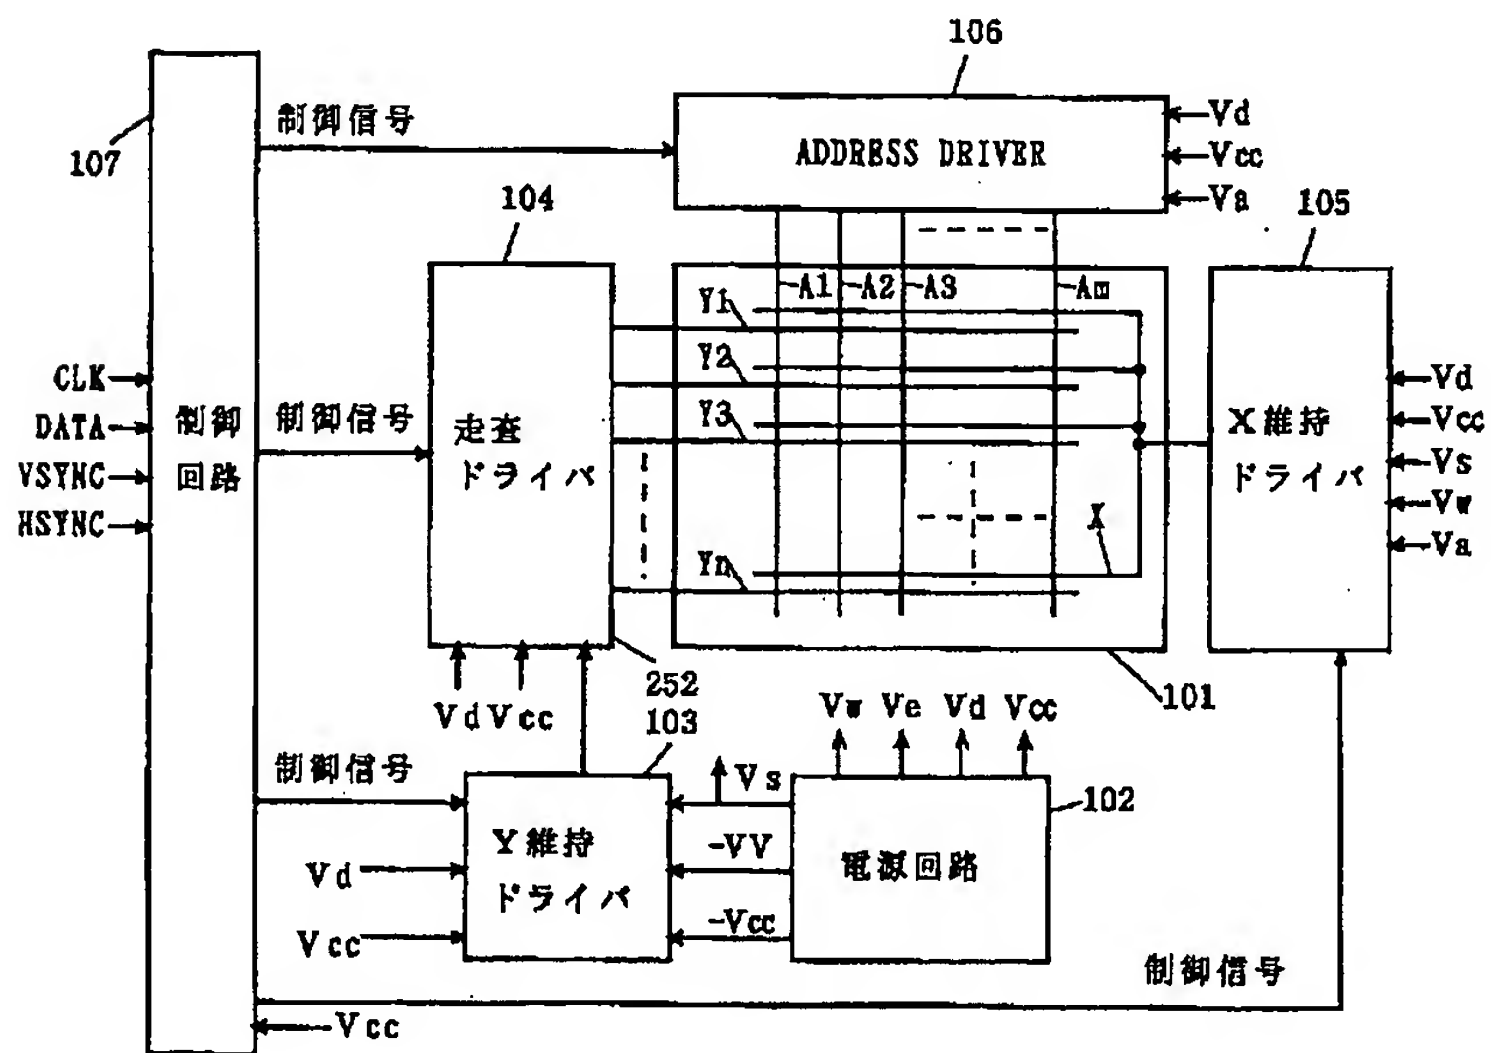 106
107
制御信号
ADDRESS DRIVER
Vd
Vcc
Va
104
105
A1
A2
A3
Am
Y1
Y2
Y3
Yn
X
CLK
DATA
VSYNC
HSYNC
制御
回路
制御信号
走査
ドライバ
X維持
ドライバ
Vd
Vcc
Vs
Vw
Va
252
103
101
Vd Vcc
Vw
Ve
Vd
Vcc
制御信号
Vs
102
Y維持
ドライバ
-VV
電源回路
Vd
-Vcc
Vcc
制御信号
Vcc